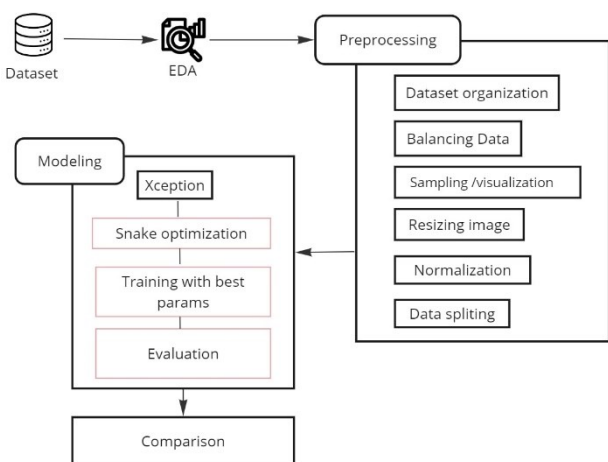 Dataset
EDA
Preprocessing
Dataset organization
Balancing Data
Sampling /visualization
Resizing image
Normalization
Data spliting
Modeling
Xception
Snake optimization
Training with best
params
Evaluation
Comparison